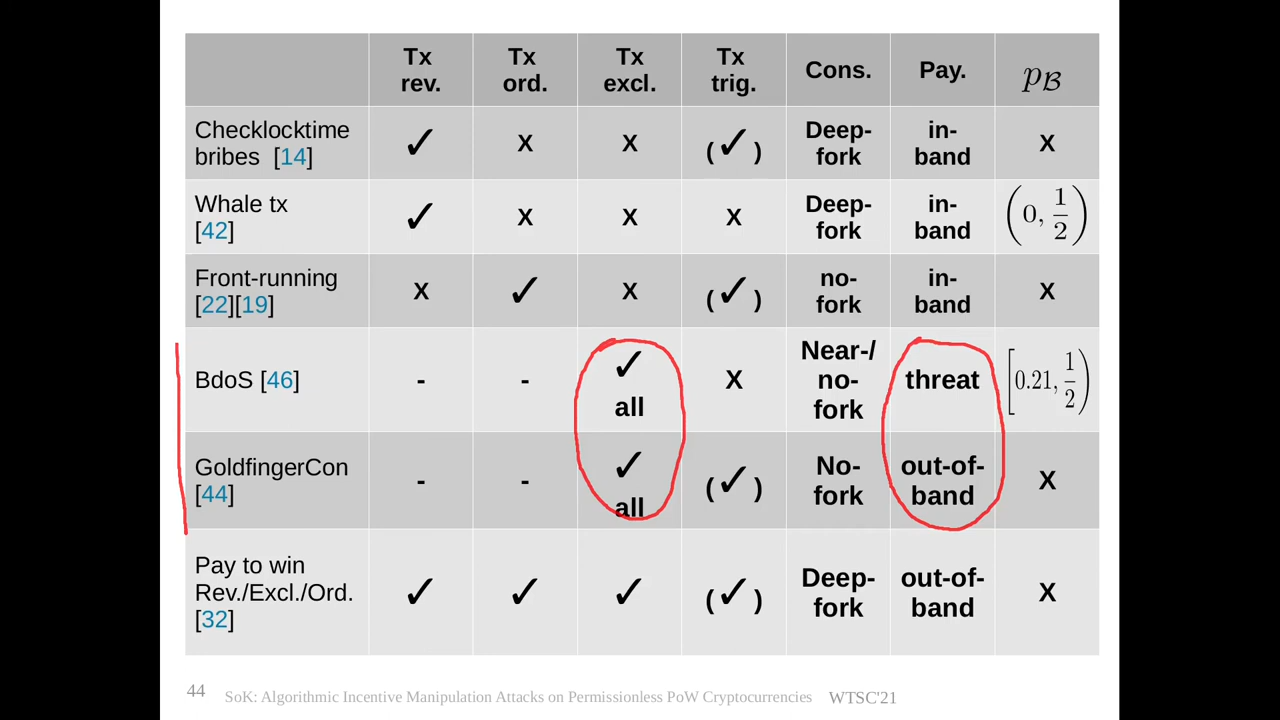 Tx rev. Tx ord. Tx excl. Tx trig. Cons. Pay. p𝓑
Checklocktime bribes [14] ✓ X X (✓) Deep-fork in-band X
Whale tx [42] ✓ X X X Deep-fork in-band (0, 1/2)
Front-running [22][19] X ✓ X (✓) no-fork in-band X
BdoS [46] - - ✓ all X Near-/no-fork threat [0.21, 1/2)
GoldfingerCon [44] - - ✓ all (✓) No-fork out-of-band X
Pay to win Rev./Excl./Ord. [32] ✓ ✓ ✓ (✓) Deep-fork out-of-band X
44 SoK: Algorithmic Incentive Manipulation Attacks on Permissionless PoW Cryptocurrencies WTSC'21